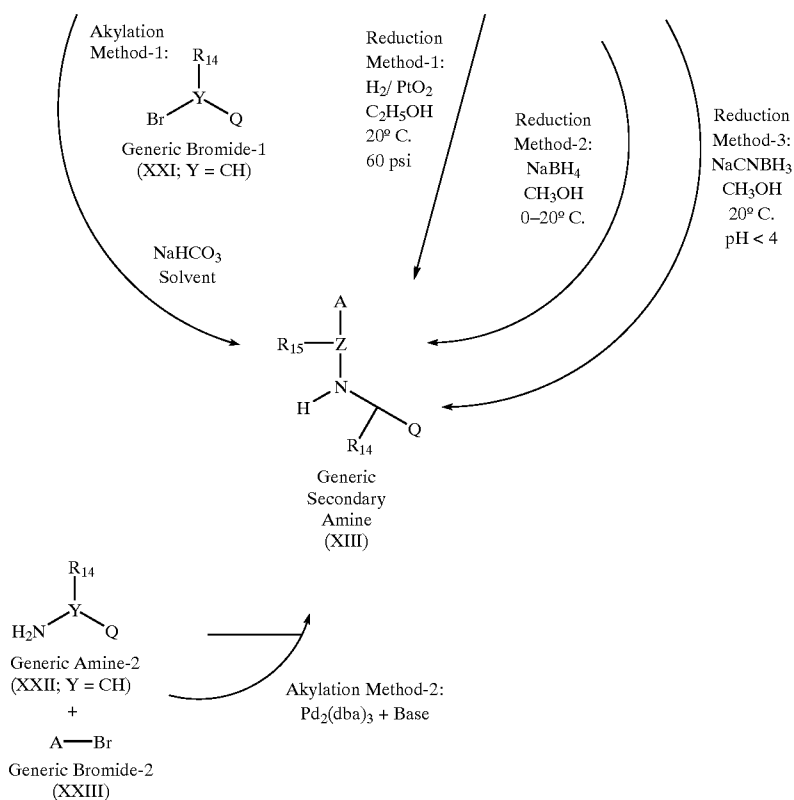 Akylation
Method-1:
R14
Y
Br
Q
Generic Bromide-1
(XXI; Y = CH)
NaHCO3
Solvent
Reduction
Method-1:
H2/ PtO2
C2H5OH
20º C.
60 psi
Reduction
Method-2:
NaBH4
CH3OH
0–20º C.
Reduction
Method-3:
NaCNBH3
CH3OH
20º C.
pH < 4
A
R15 Z
N
H
Q
R14
Generic
Secondary
Amine
(XIII)
R14
Y
H2N Q
Generic Amine-2
(XXII; Y = CH)
+
A Br
Generic Bromide-2
(XXIII)
Akylation Method-2:
Pd2(dba)3 + Base